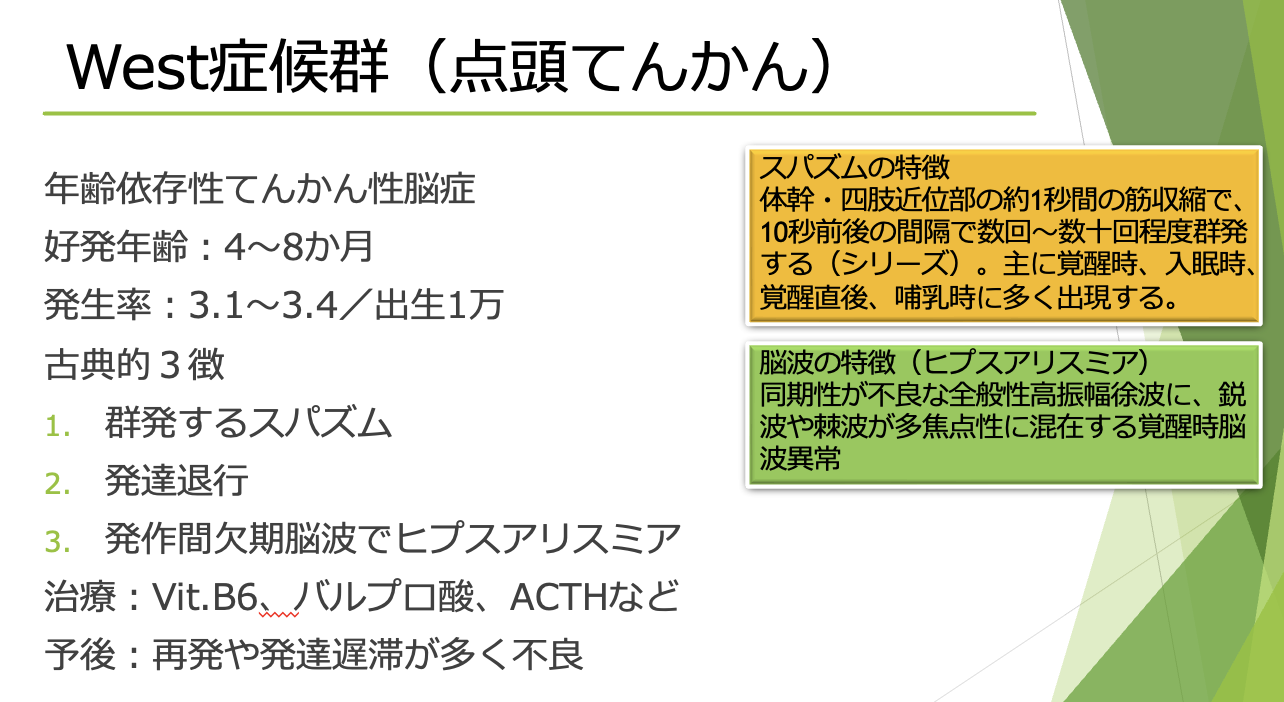 West症候群（点頭てんかん）
年齢依存性てんかん性脳症
好発年齢：4～8か月
発生率：3.1～3.4／出生1万
古典的３徴
1. 群発するスパズム
2. 発達退行
3. 発作間欠期脳波でヒプスアリスミア
治療：Vit.B6、バルプロ酸、ACTHなど
予後：再発や発達遅滞が多く不良
スパズムの特徴
体幹・四肢近位部の約1秒間の筋収縮で、
10秒前後の間隔で数回～数十回程度群発
する（シリーズ）。主に覚醒時、入眠時、
覚醒直後、哺乳時に多く出現する。
脳波の特徴（ヒプスアリスミア）
同期性が不良な全般性高振幅徐波に、鋭
波や棘波が多焦点性に混在する覚醒時脳
波異常